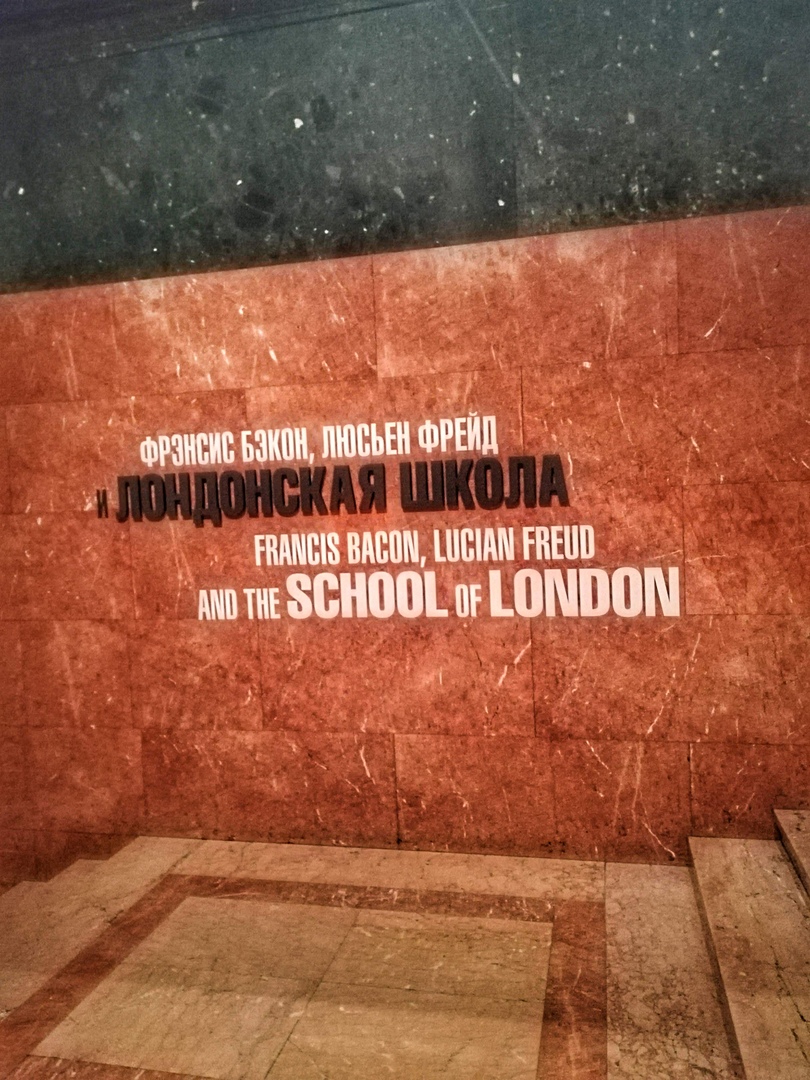 ФРЭНСИС БЭКОН, ЛЮСЬЕН ФРЕЙД
И ЛОНДОНСКАЯ ШКОЛА
FRANCIS BACON, LUCIAN FREUD
AND THE SCHOOL OF LONDON